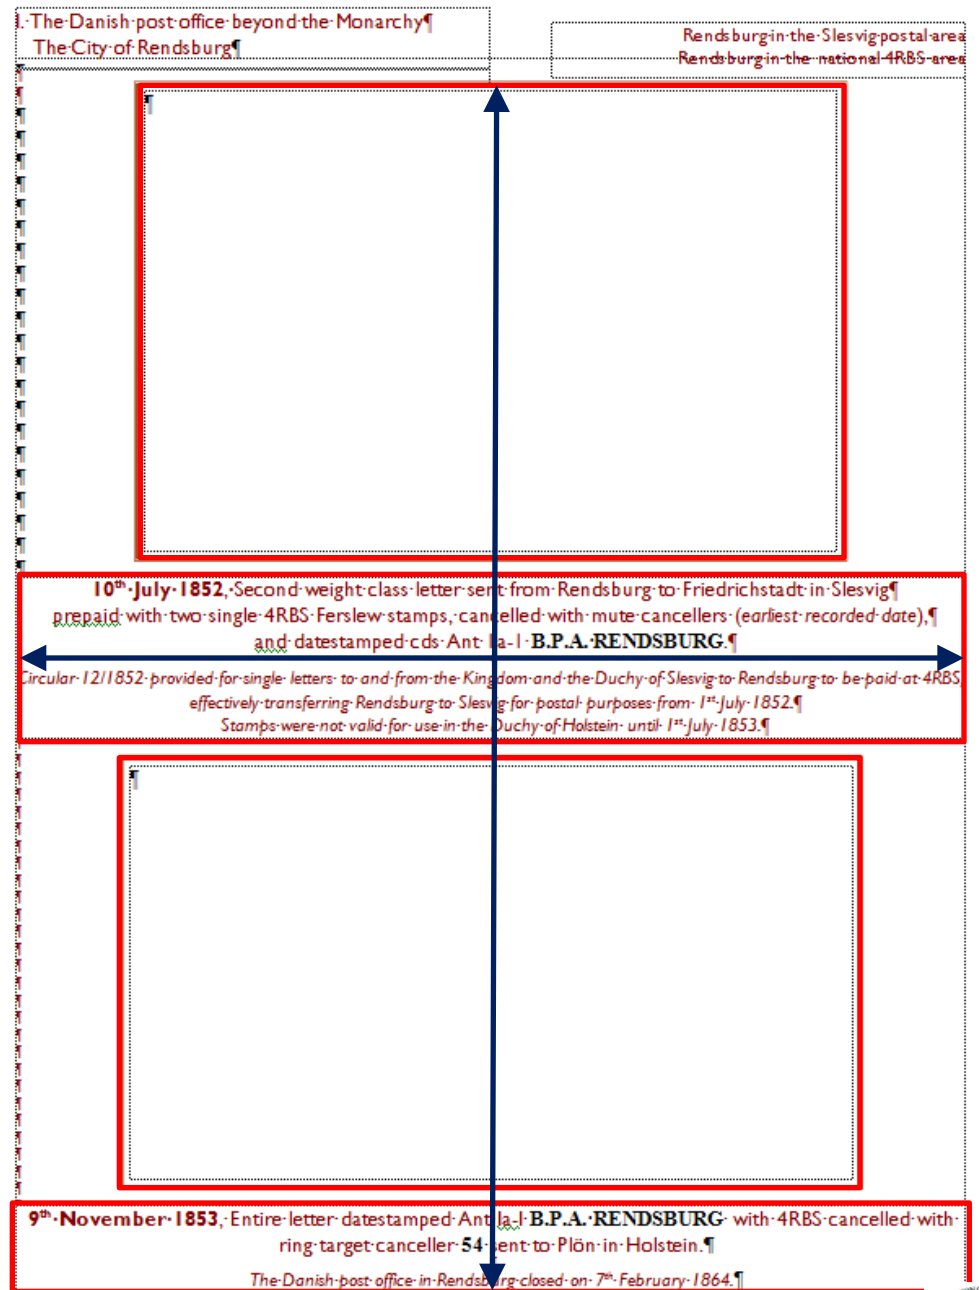 I. The Danish post office beyond the Monarchy¶
The City of Rendsburg¶
Rendsburg in the Slesvig postal area
Rendsburg in the national 4RBS area
10th July 1852, Second weight class letter sent from Rendsburg to Friedrichstadt in Slesvig¶
prepaid with two single 4RBS Ferslew stamps, cancelled with mute cancellers (earliest recorded date),¶
and datestamped cds Ant Ia-1 B.P.A. RENDSBURG.¶
Circular 12/1852 provided for single letters to and from the Kingdom and the Duchy of Slesvig to Rendsburg to be paid at 4RBS,
effectively transferring Rendsburg to Slesvig for postal purposes from 1st July 1852.¶
Stamps were not valid for use in the Duchy of Holstein until 1st July 1853.¶
9th November 1853, Entire letter datestamped Ant Ia-1 B.P.A. RENDSBURG with 4RBS cancelled with
ring target canceller 54 sent to Plön in Holstein.¶
The Danish post office in Rendsburg closed on 7th February 1864.¶